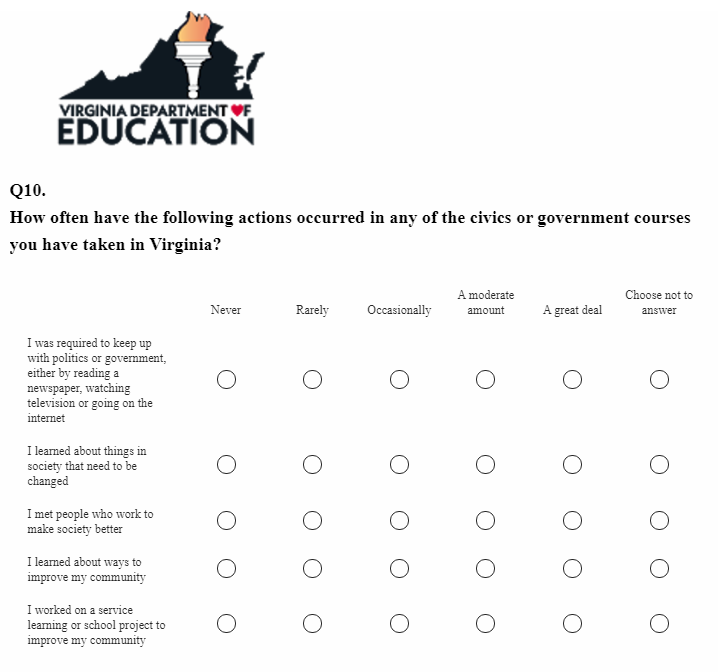 VIRGINIA DEPARTMENT OF
EDUCATION
Q10.
How often have the following actions occurred in any of the civics or government courses
you have taken in Virginia?
Never Rarely Occasionally A moderate amount A great deal Choose not to answer
I was required to keep up
with politics or government,
either by reading a
newspaper, watching
television or going on the
internet
I learned about things in
society that need to be
changed
I met people who work to
make society better
I learned about ways to
improve my community
I worked on a service
learning or school project to
improve my community